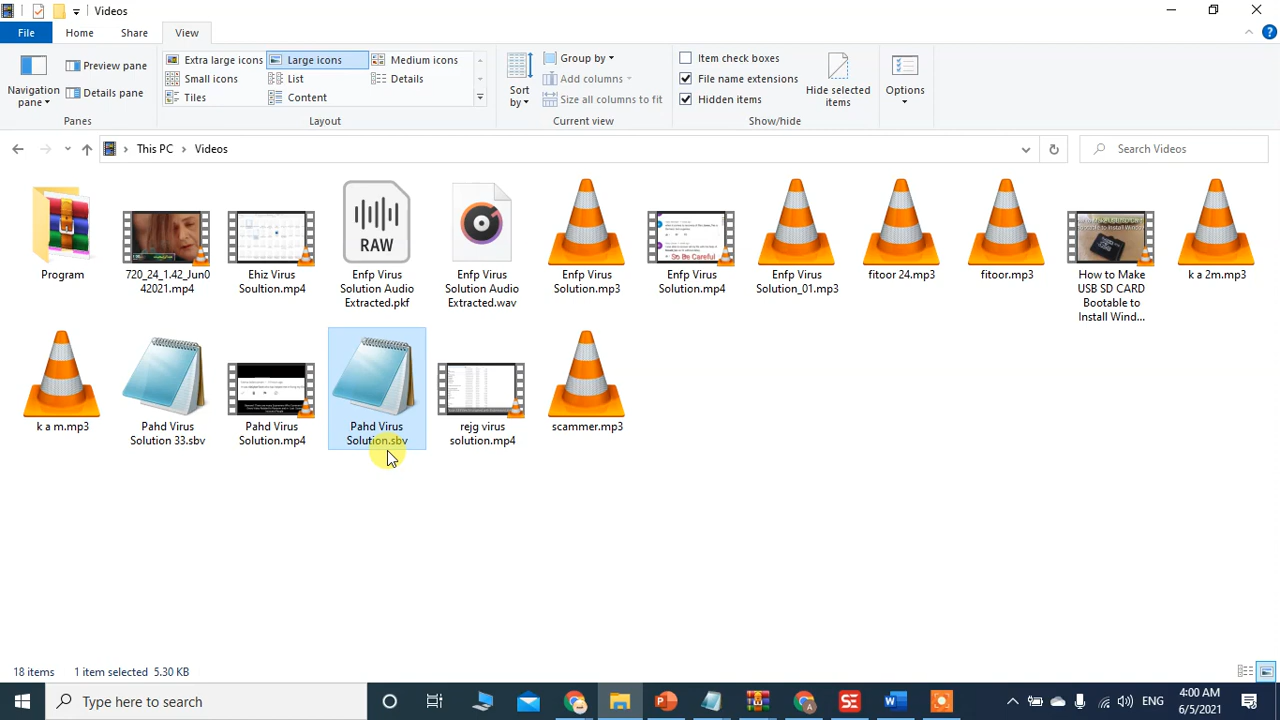 Videos
File
Home
Share
View
Navigation pane
Preview pane
Details pane
Panes
Extra large icons
Large icons
Medium icons
Small icons
List
Details
Tiles
Content
Layout
Sort by
Group by
Add columns
Size all columns to fit
Current view
Item check boxes
File name extensions
Hidden items
Hide selected items
Show/hide
Options
This PC
Videos
Search Videos
Program
720_24_1.42_Jun0
42021.mp4
Ehiz Virus
Soultion.mp4
RAW
Enfp Virus
Solution Audio
Extracted.pkf
Enfp Virus
Solution Audio
Extracted.wav
Enfp Virus
Solution.mp3
So Be Careful
Enfp Virus
Solution.mp4
Enfp Virus
Solution_01.mp3
fitoor 24.mp3
fitoor.mp3
How to Make
USB SD CARD
Bootable to
Install Wind...
k a 2m.mp3
k a m.mp3
Pahd Virus
Solution 33.sbv
Pahd Virus
Solution.mp4
Pahd Virus
Solution.sbv
rejg virus
solution.mp4
scammer.mp3
18 items
1 item selected 5.30 KB
Type here to search
ENG
4:00 AM
6/5/2021